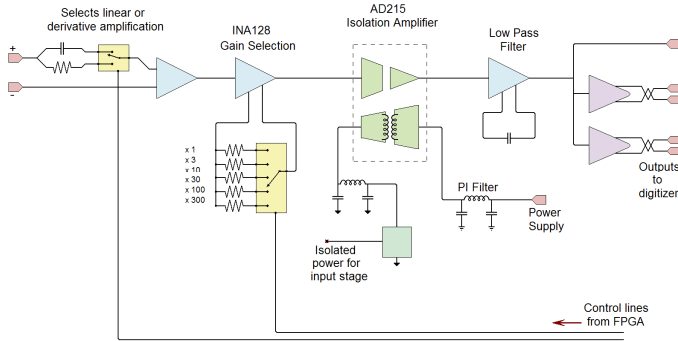 Selects linear or
derivative amplification
INA128
Gain Selection
AD215
Isolation Amplifier
Low Pass
Filter
+
-
x 1
x 3
x 10
x 30
x 100
x 300
Outputs
to
digitizer
PI Filter
Power
Supply
Isolated
power for
input stage
Control lines
from FPGA